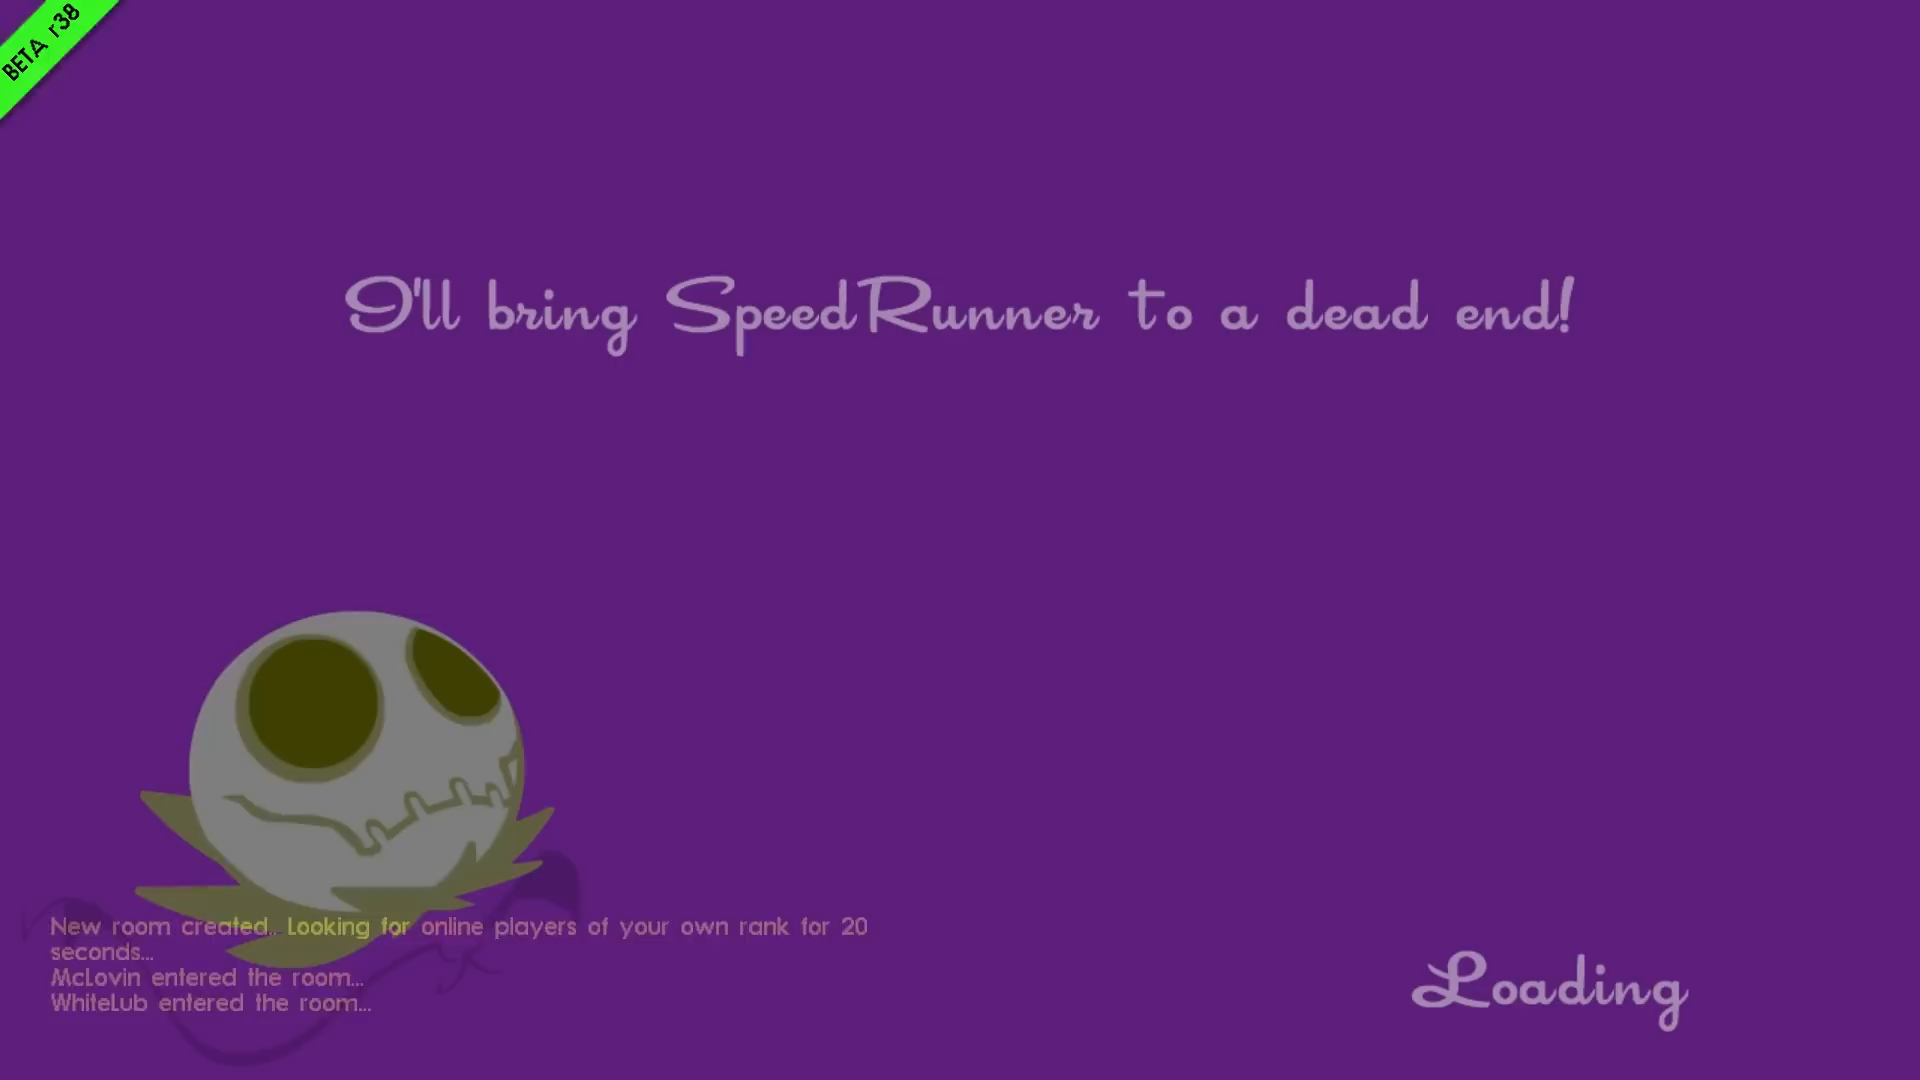 BETA r38
I'll bring SpeedRunner to a dead end!
New room created... Looking for online players of your own rank for 20
seconds...
McLovin entered the room...
WhiteLub entered the room...
Loading